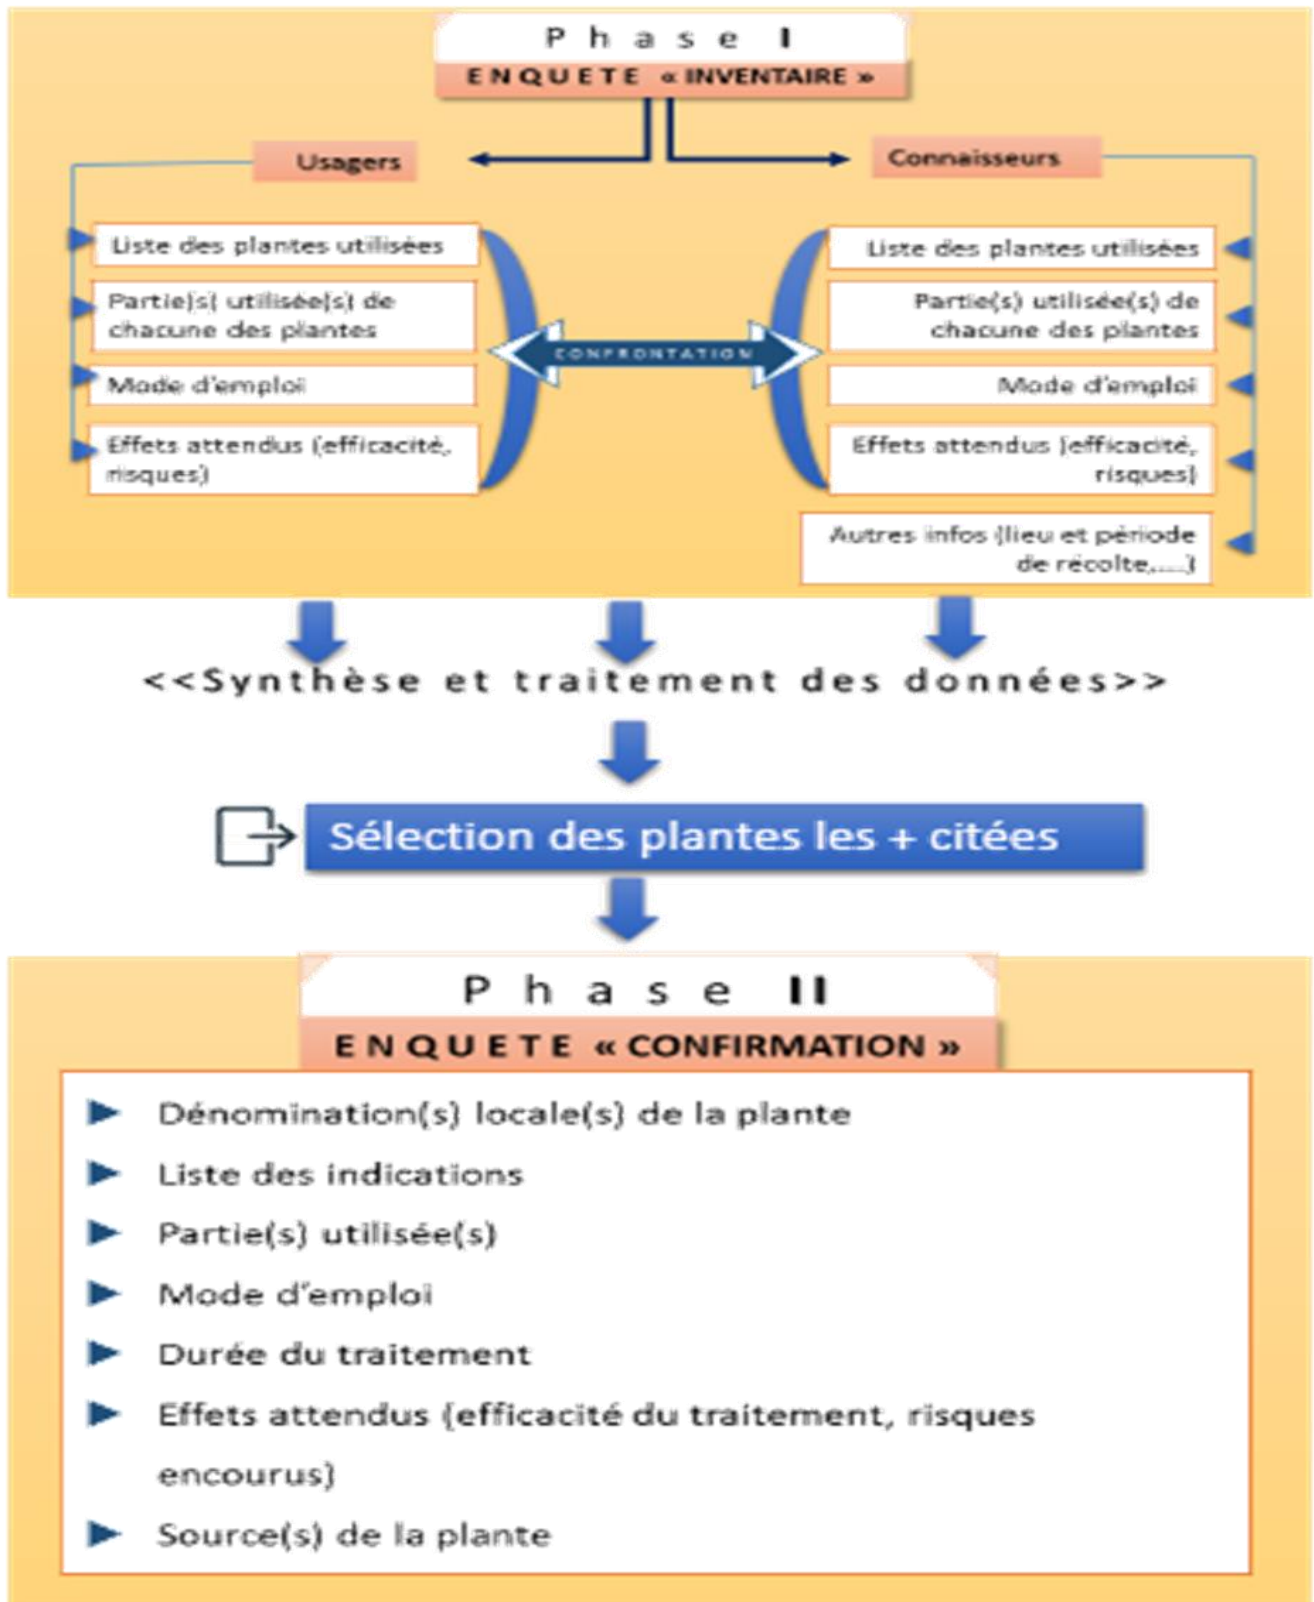 Phase I
ENQUETE « INVENTAIRE »
Usagers
Liste des plantes utilisées
Partie(s( utilisée(s) de
chacune des plantes
Mode d'emploi
Effets attendus (efficacité,
risques)
CONFRONTATION
Connaisseurs
Liste des plantes utilisées
Partie(s) utilisée(s) de
chacune des plantes
Mode d'emploi
Effets attendus (efficacité,
risques)
Autres infos (lieu et période
de récolte,....)
<<Synthèse et traitement des données>>
Sélection des plantes les + citées
Phase II
ENQUETE « CONFIRMATION »
Dénomination(s) locale(s) de la plante
Liste des indications
Partie(s) utilisée(s)
Mode d'emploi
Durée du traitement
Effets attendus (efficacité du traitement, risques
encourus)
Source(s) de la plante